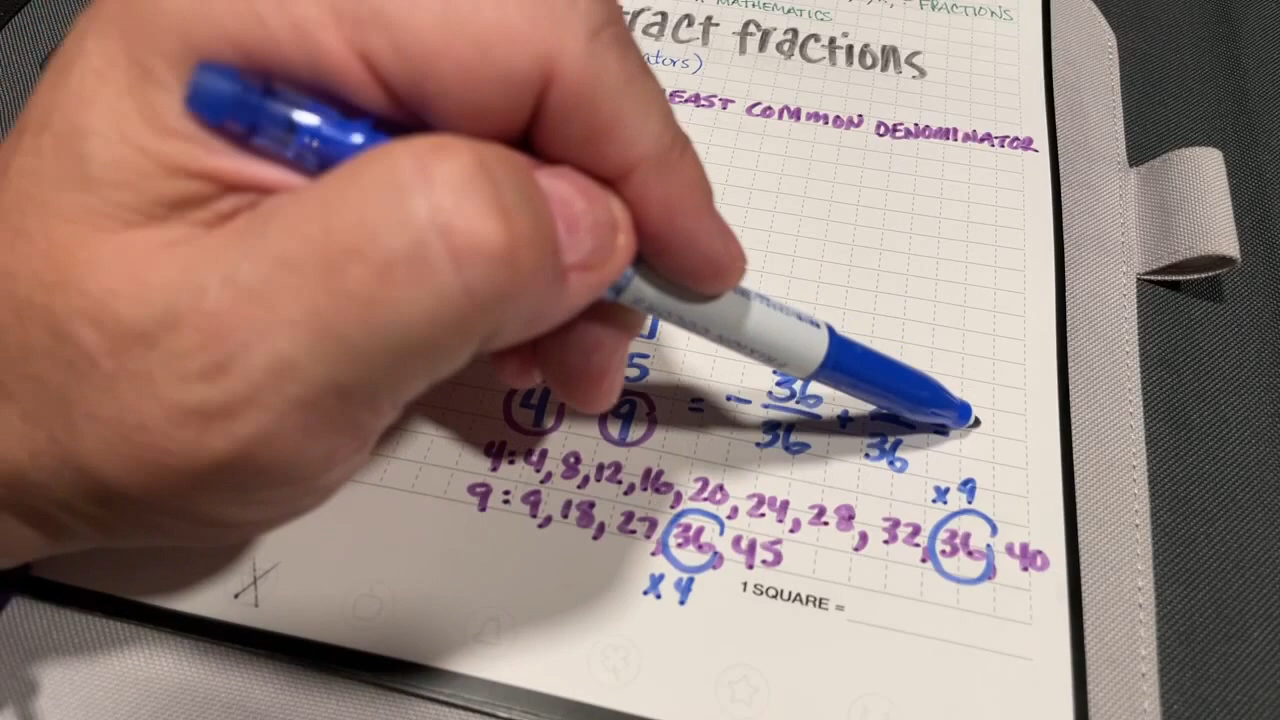 MATHEMATICS - FRACTIONS
ract fractions
ators)
EAST COMMON DENOMINATOR
5 36
4 9 = - 36 + 36
x 9
4:4,8,12,16,20,24,28,32,36,40
9:9,18,27,36,45
x 4
1 SQUARE =